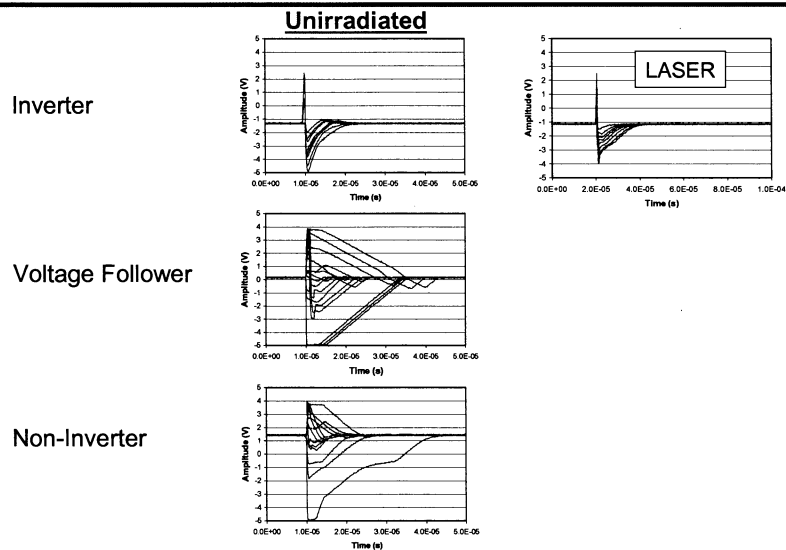 Unirradiated
Inverter
Amplitude (V)
5
4
3
2
1
0
-1
-2
-3
-4
-5
-6
0.0E+00 1.0E-05 2.0E-05 3.0E-05 4.0E-05 5.0E-05
Time (s)
LASER
Amplitude (V)
5
4
3
2
1
0
-1
-2
-3
-4
-5
-6
0.0E+00 2.0E-05 4.0E-05 6.0E-05 8.0E-05 1.0E-04
Time (s)
Voltage Follower
Amplitude (V)
5
4
3
2
1
0
-1
-2
-3
-4
-5
0.0E+00 1.0E-05 2.0E-05 3.0E-05 4.0E-05 5.0E-05
Time (s)
Non-Inverter
Amplitude (V)
5
4
3
2
1
0
-1
-2
-3
-4
-5
0.0E+00 1.0E-05 2.0E-05 3.0E-05 4.0E-05 5.0E-05
Time (s)